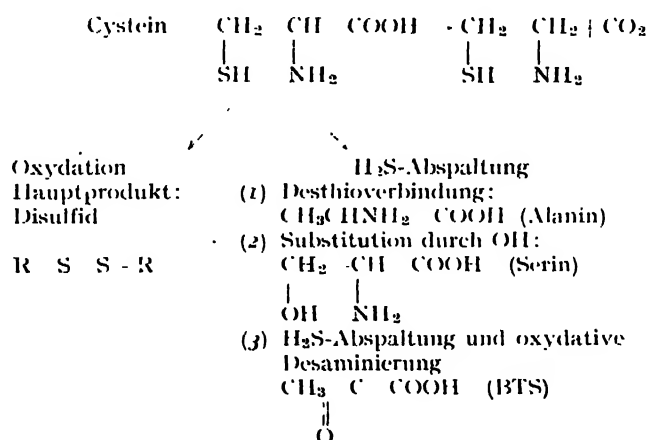 Cystein CH₂ CH COOH - CH₂ CH₂ + CO₂
| | | |
SH NH₂ SH NH₂
Oxydation H₂S-Abspaltung
Hauptprodukt: (1) Desthioverbindung:
Disulfid CH₃CHNH₂ COOH (Alanin)
(2) Substitution durch OH:
R S S - R CH₂ - CH COOH (Serin)
| |
OH NH₂
(3) H₂S-Abspaltung und oxydative
Desaminierung
CH₃ C COOH (BTS)
||
O